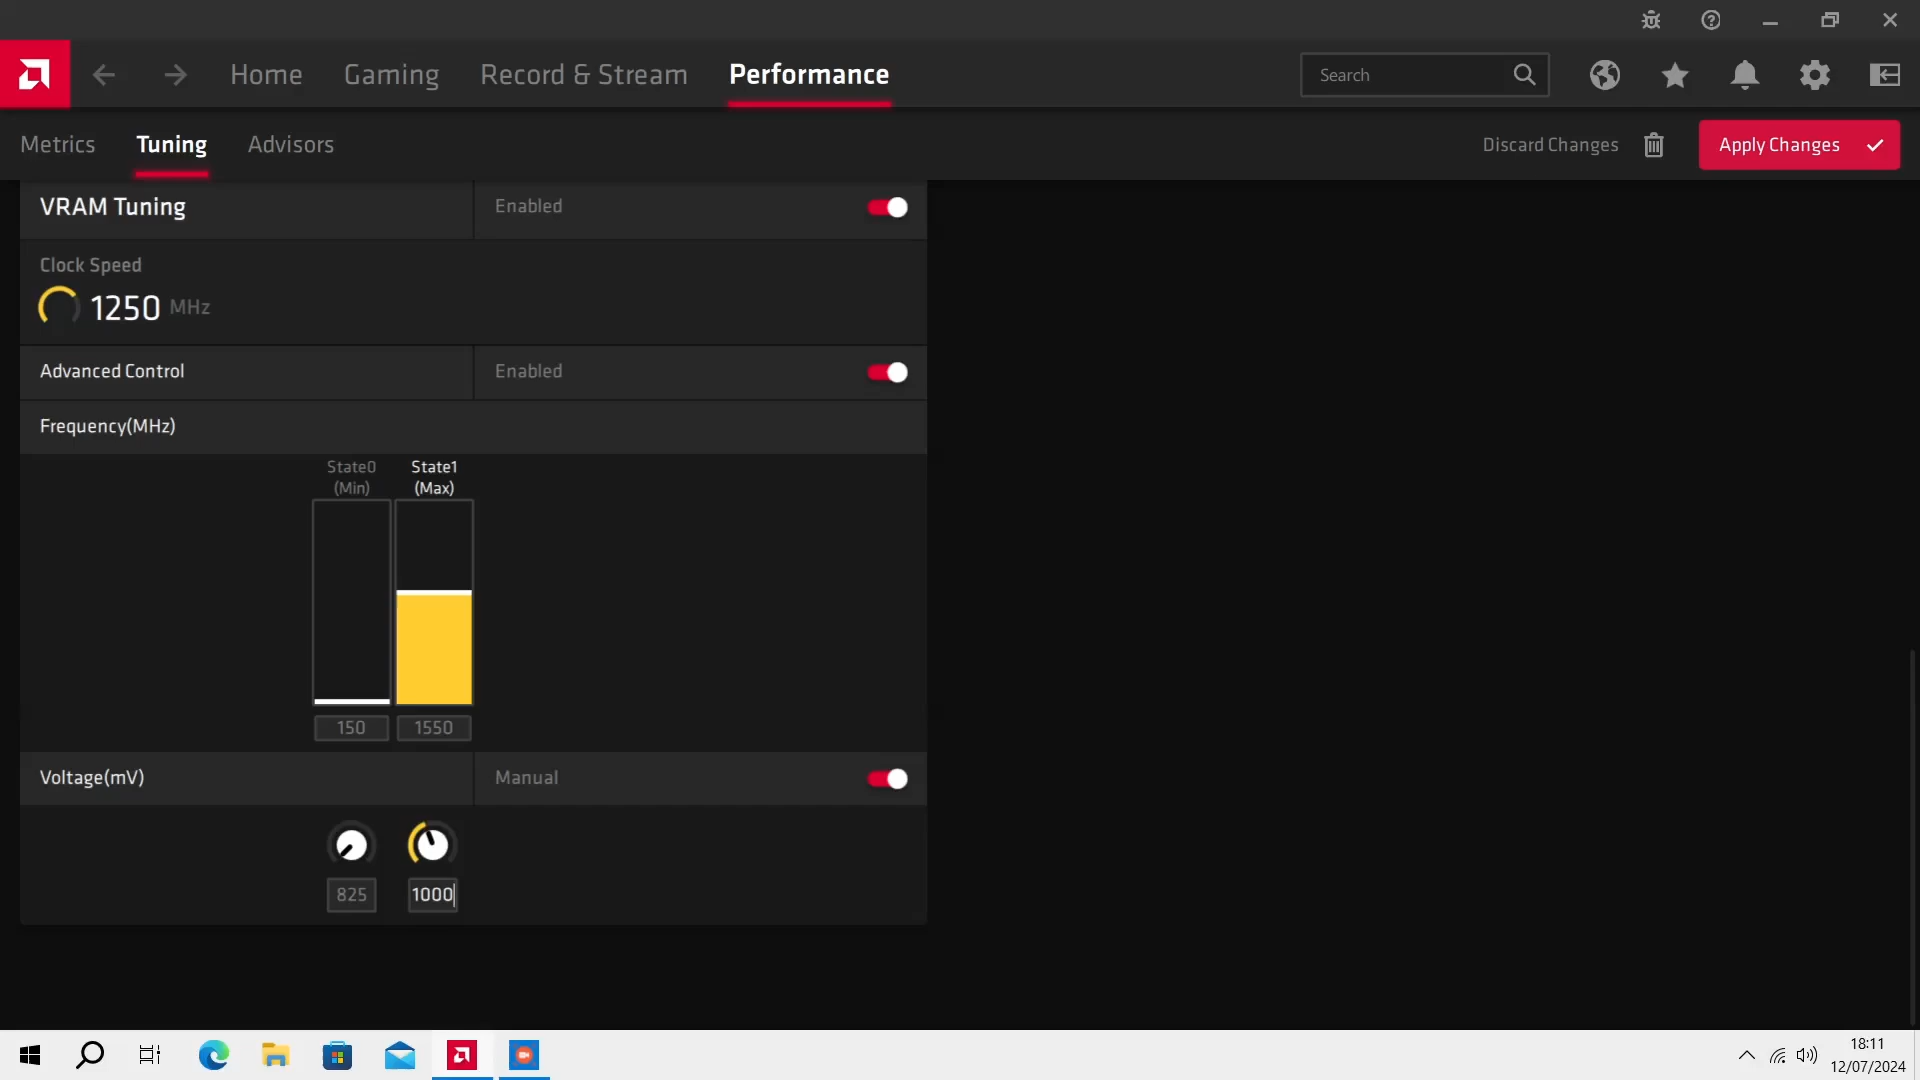 Home Gaming Record & Stream Performance Search
Metrics Tuning Advisors Discard Changes Apply Changes
VRAM Tuning Enabled
Clock Speed
1250 MHz
Advanced Control Enabled
Frequency(MHz)
State0 State1
(Min) (Max)
150 1550
Voltage(mV) Manual
825 1000
18:11
12/07/2024